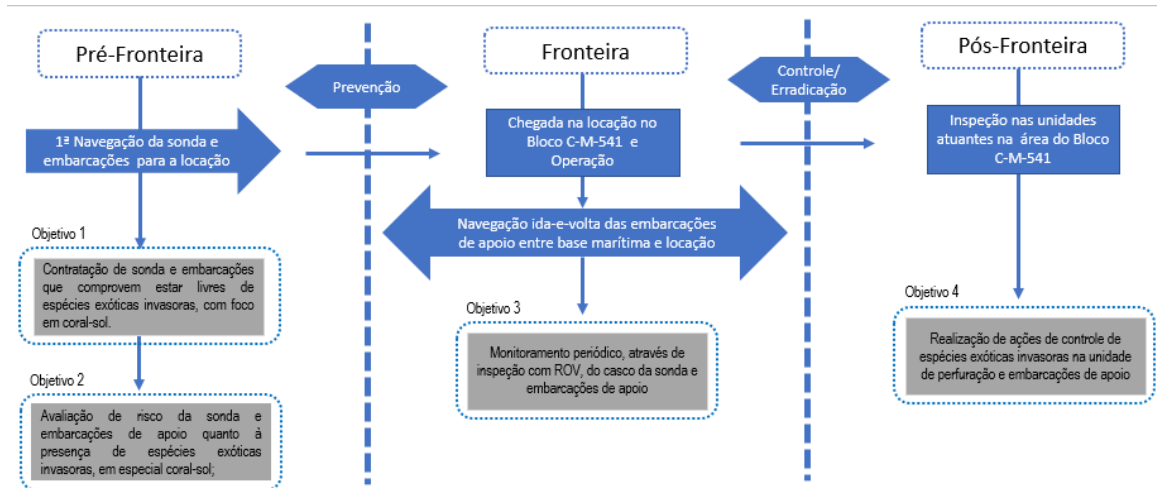 Pré-Fronteira
Fronteira
Pós-Fronteira
Prevenção
Controle/
Erradicação
1ª Navegação da sonda e
embarcações para a locação
Chegada na locação no
Bloco C-M-541 e
Operação
Inspeção nas unidades
atuantes na área do Bloco
C-M-541
Navegação ida-e-volta das embarcações
de apoio entre base marítima e locação
Objetivo 1
Contratação de sonda e embarcações
que comprovem estar livres de
espécies exóticas invasoras, com foco
em coral-sol.
Objetivo 2
Avaliação de risco da sonda e
embarcações de apoio quanto à
presença de espécies exóticas
invasoras, em especial coral-sol;
Objetivo 3
Monitoramento periódico, através de
inspeção com ROV, do casco da sonda e
embarcações de apoio
Objetivo 4
Realização de ações de controle de
espécies exóticas invasoras na unidade
de perfuração e embarcações de apoio